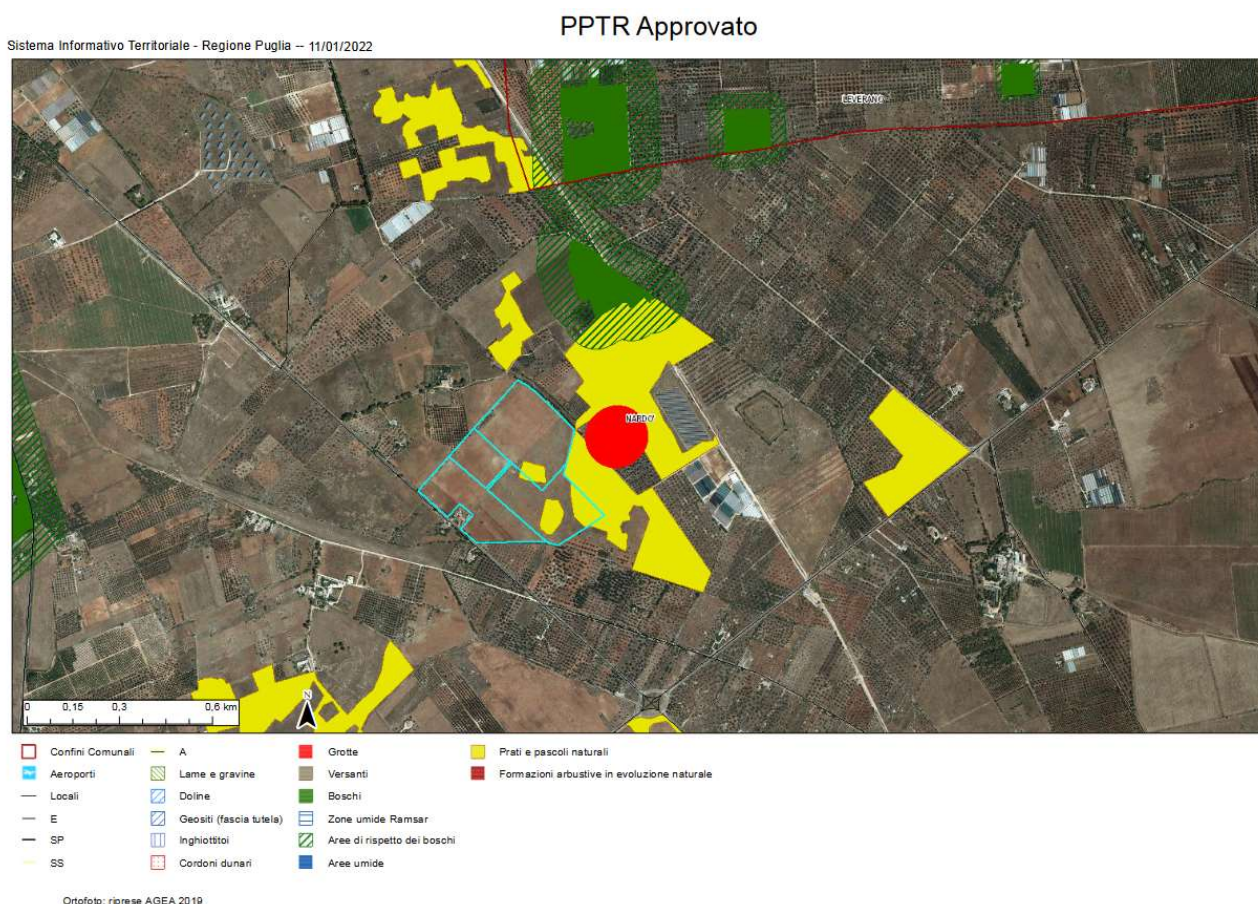 PPTR Approvato
Sistema Informativo Territoriale - Regione Puglia -- 11/01/2022
LEVERANO
NARDO'
N
0 0,15 0,3 0,6 km
Confini Comunali
Aeroporti
Locali
E
SP
SS
A
Lame e gravine
Doline
Geositi (fascia tutela)
Inghiottitoi
Cordoni dunari
Grotte
Versanti
Boschi
Zone umide Ramsar
Aree di rispetto dei boschi
Aree umide
Prati e pascoli naturali
Formazioni arbustive in evoluzione naturale
Ortofoto: riprese AGEA 2019